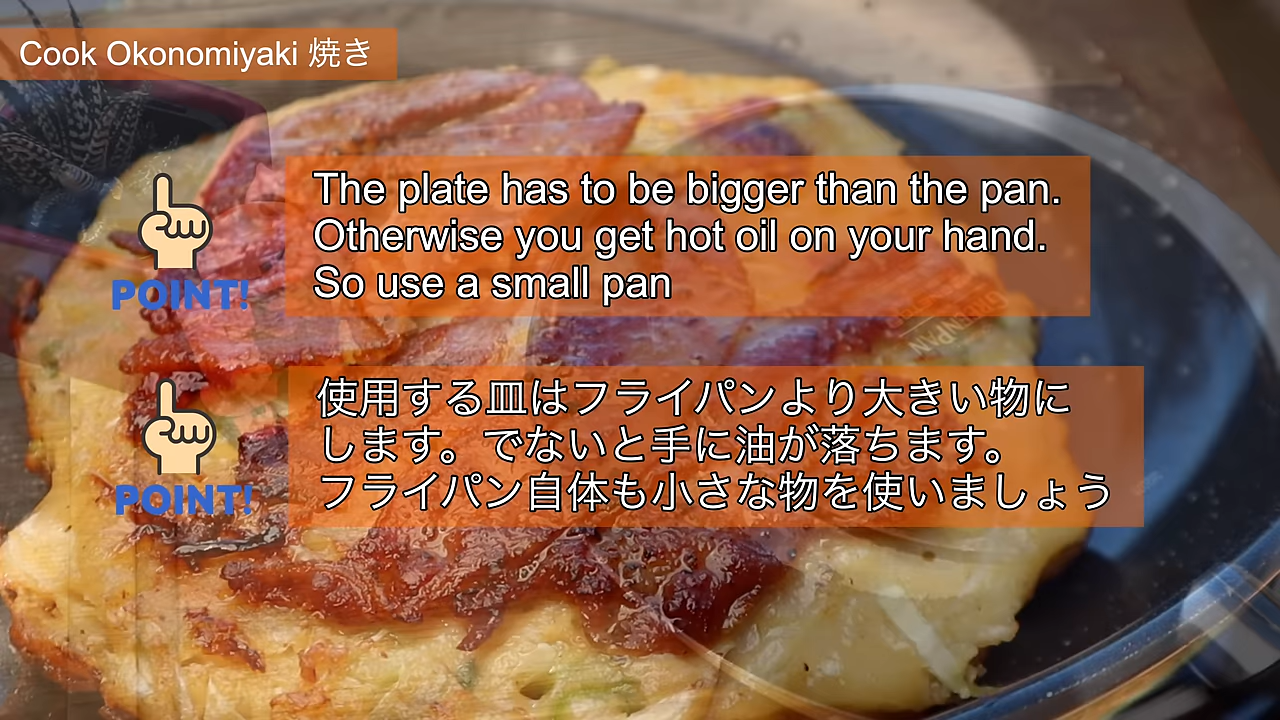 Cook Okonomiyaki 焼き
The plate has to be bigger than the pan.
Otherwise you get hot oil on your hand.
So use a small pan
POINT!
使用する皿はフライパンより大きい物に
します。でないと手に油が落ちます。
フライパン自体も小さな物を使いましょう
POINT!